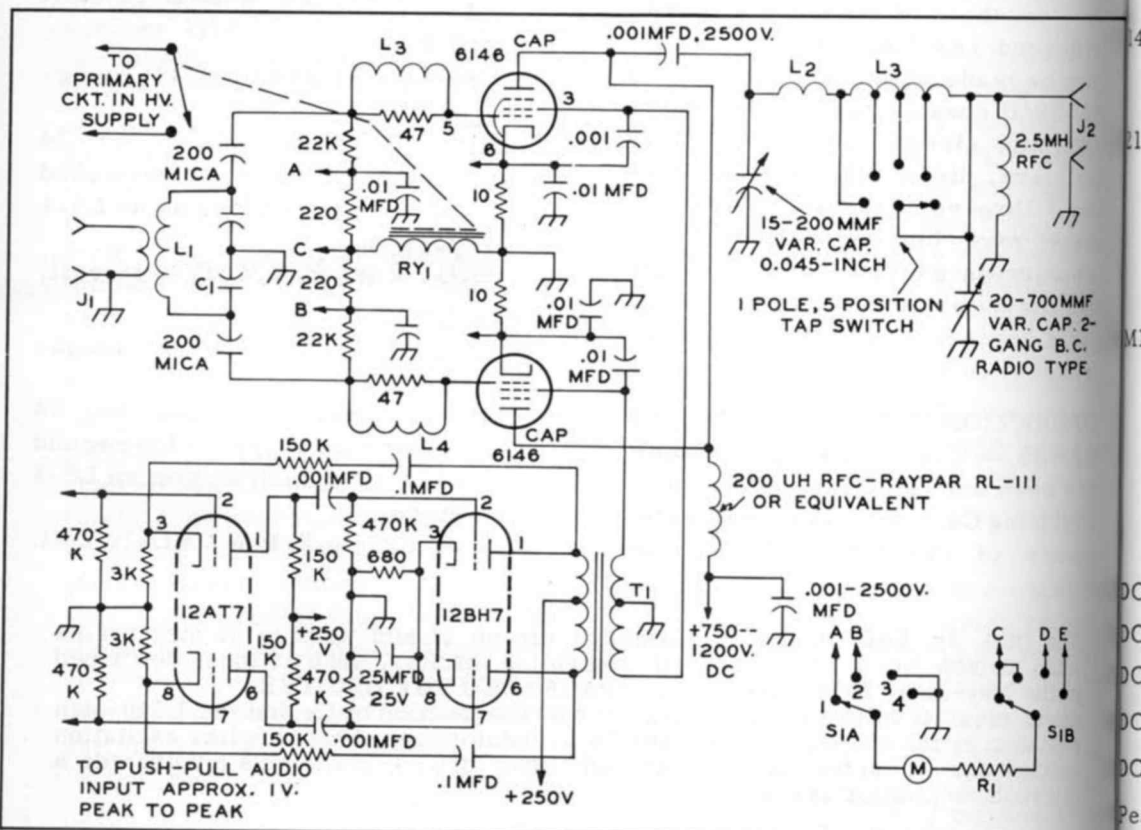 TO
PRIMARY
CKT. IN HV.
SUPPLY
L3
6146
CAP
.001MFD, 2500V.
L2
L3
J2
47
5
3
6
.001
22K
200
MICA
A
.01
MFD
10
.01 MFD
220
C
RY1
L1
C1
J1
220
B
22K
10
.01
MFD
.01
MFD
200
MICA
47
L4
CAP
6146
2.5MH
RFC
15-200 MMF
VAR. CAP.
0.045-INCH
1 POLE, 5 POSITION
TAP SWITCH
20-700MMF
VAR. CAP. 2-
GANG B.C.
RADIO TYPE
150 K
.001MFD
.1MFD
200 UH RFC-RAYPAR RL-III
OR EQUIVALENT
2
3
470
K
3K
12AT7
3K
470
K
8
6
7
150
K
470K
680
+250
V
150
K
470
K
25MFD
25V
2
3
1
12BH7
8
6
7
T1
150K
.001MFD
.1MFD
+250V
TO PUSH-PULL AUDIO
INPUT APPROX. 1V.
PEAK TO PEAK
+750--
1200V.
DC
.001-2500V.
MFD
A
B
C
D
E
1
2
3
4
S1A
S1B
M
R1